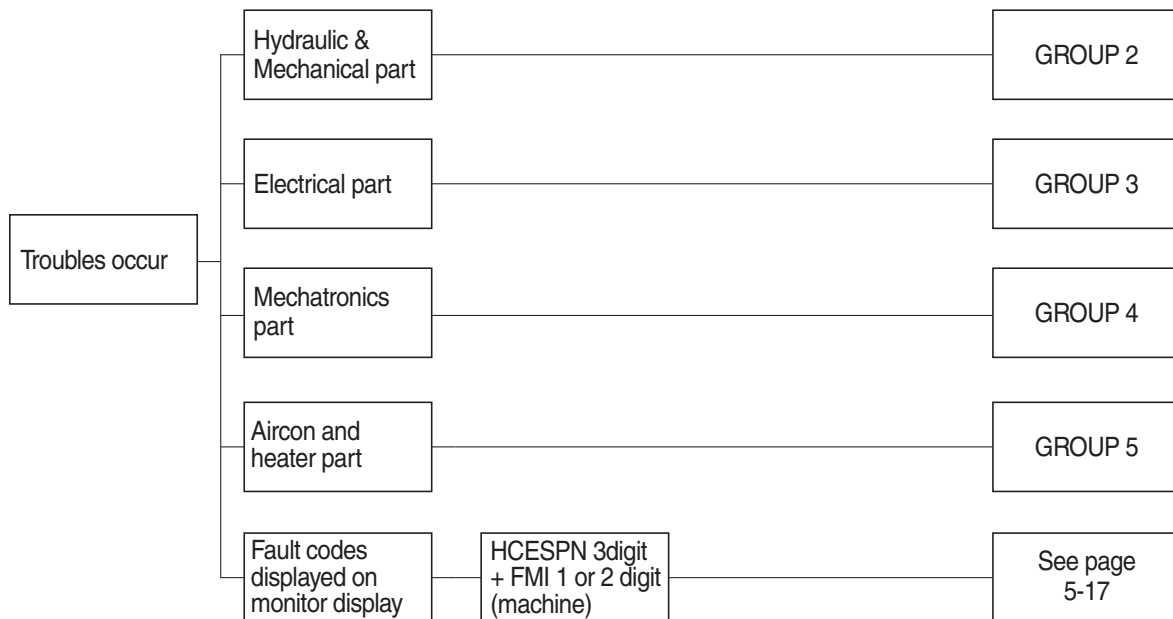 Hydraulic &
Mechanical part
GROUP 2
Electrical part
GROUP 3
Troubles occur
Mechatronics
part
GROUP 4
Aircon and
heater part
GROUP 5
Fault codes
displayed on
monitor display
HCESPN 3digit
+ FMI 1 or 2 digit
(machine)
See page
5-17